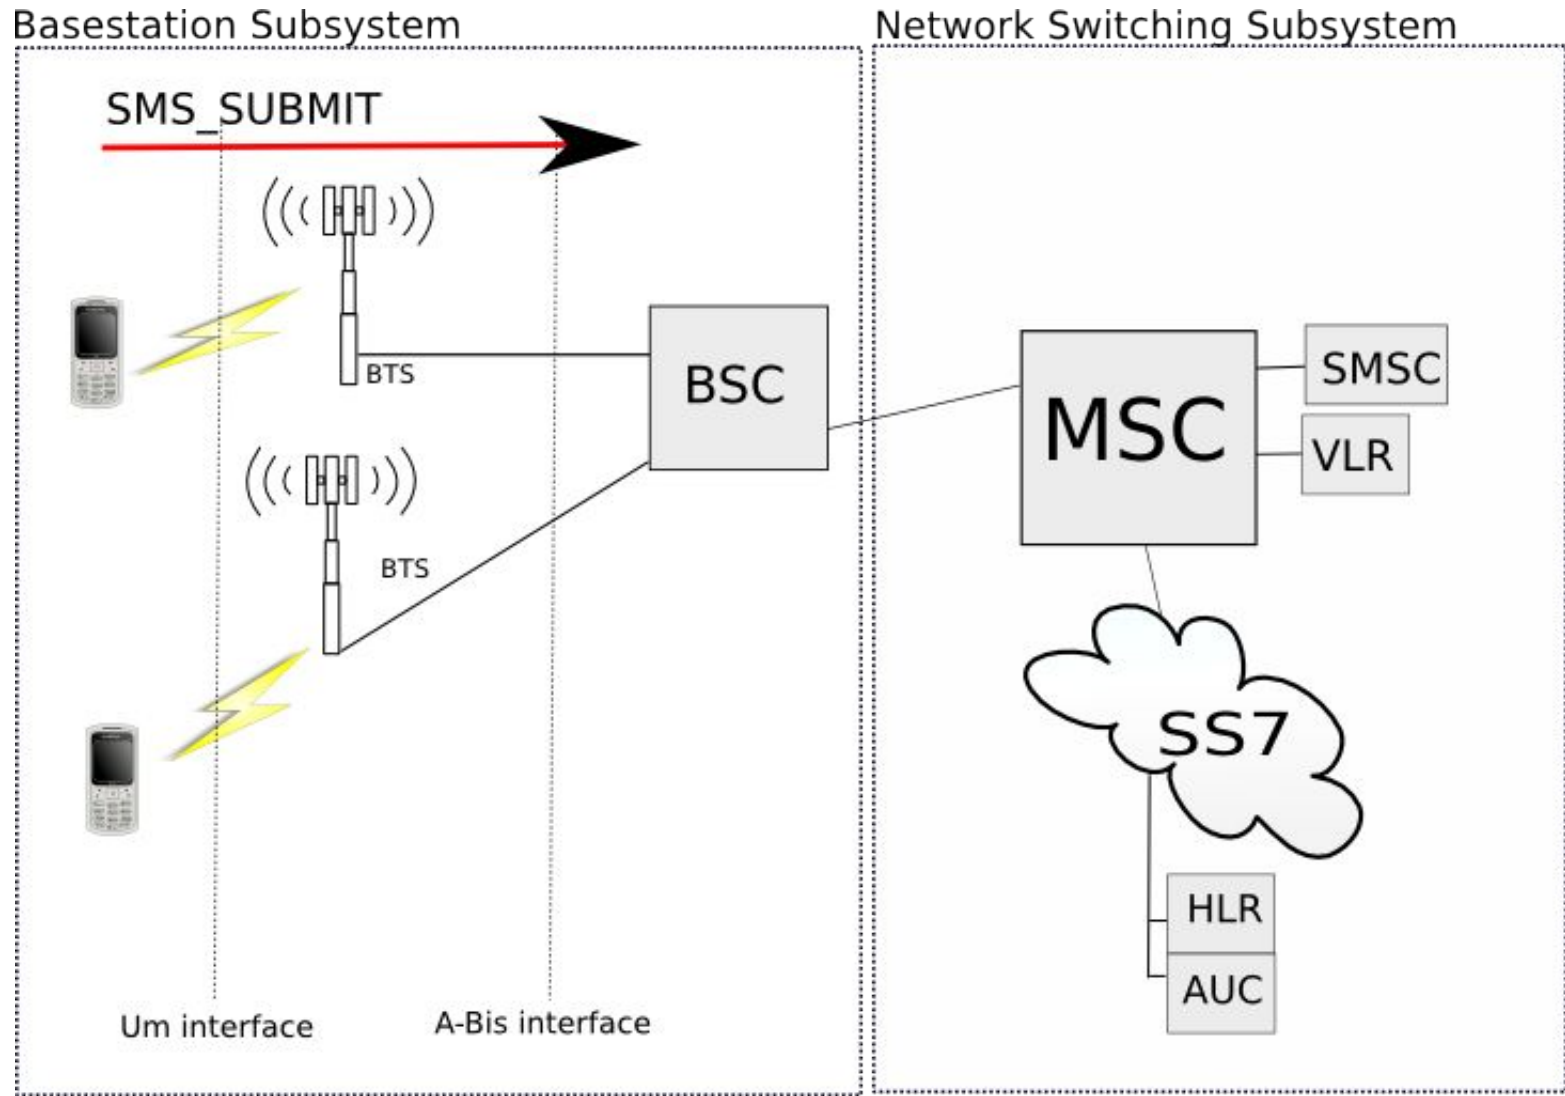 Basestation Subsystem
Network Switching Subsystem
SMS_SUBMIT
BTS
BSC
MSC
SMSC
VLR
BTS
SS7
HLR
AUC
Um interface
A-Bis interface